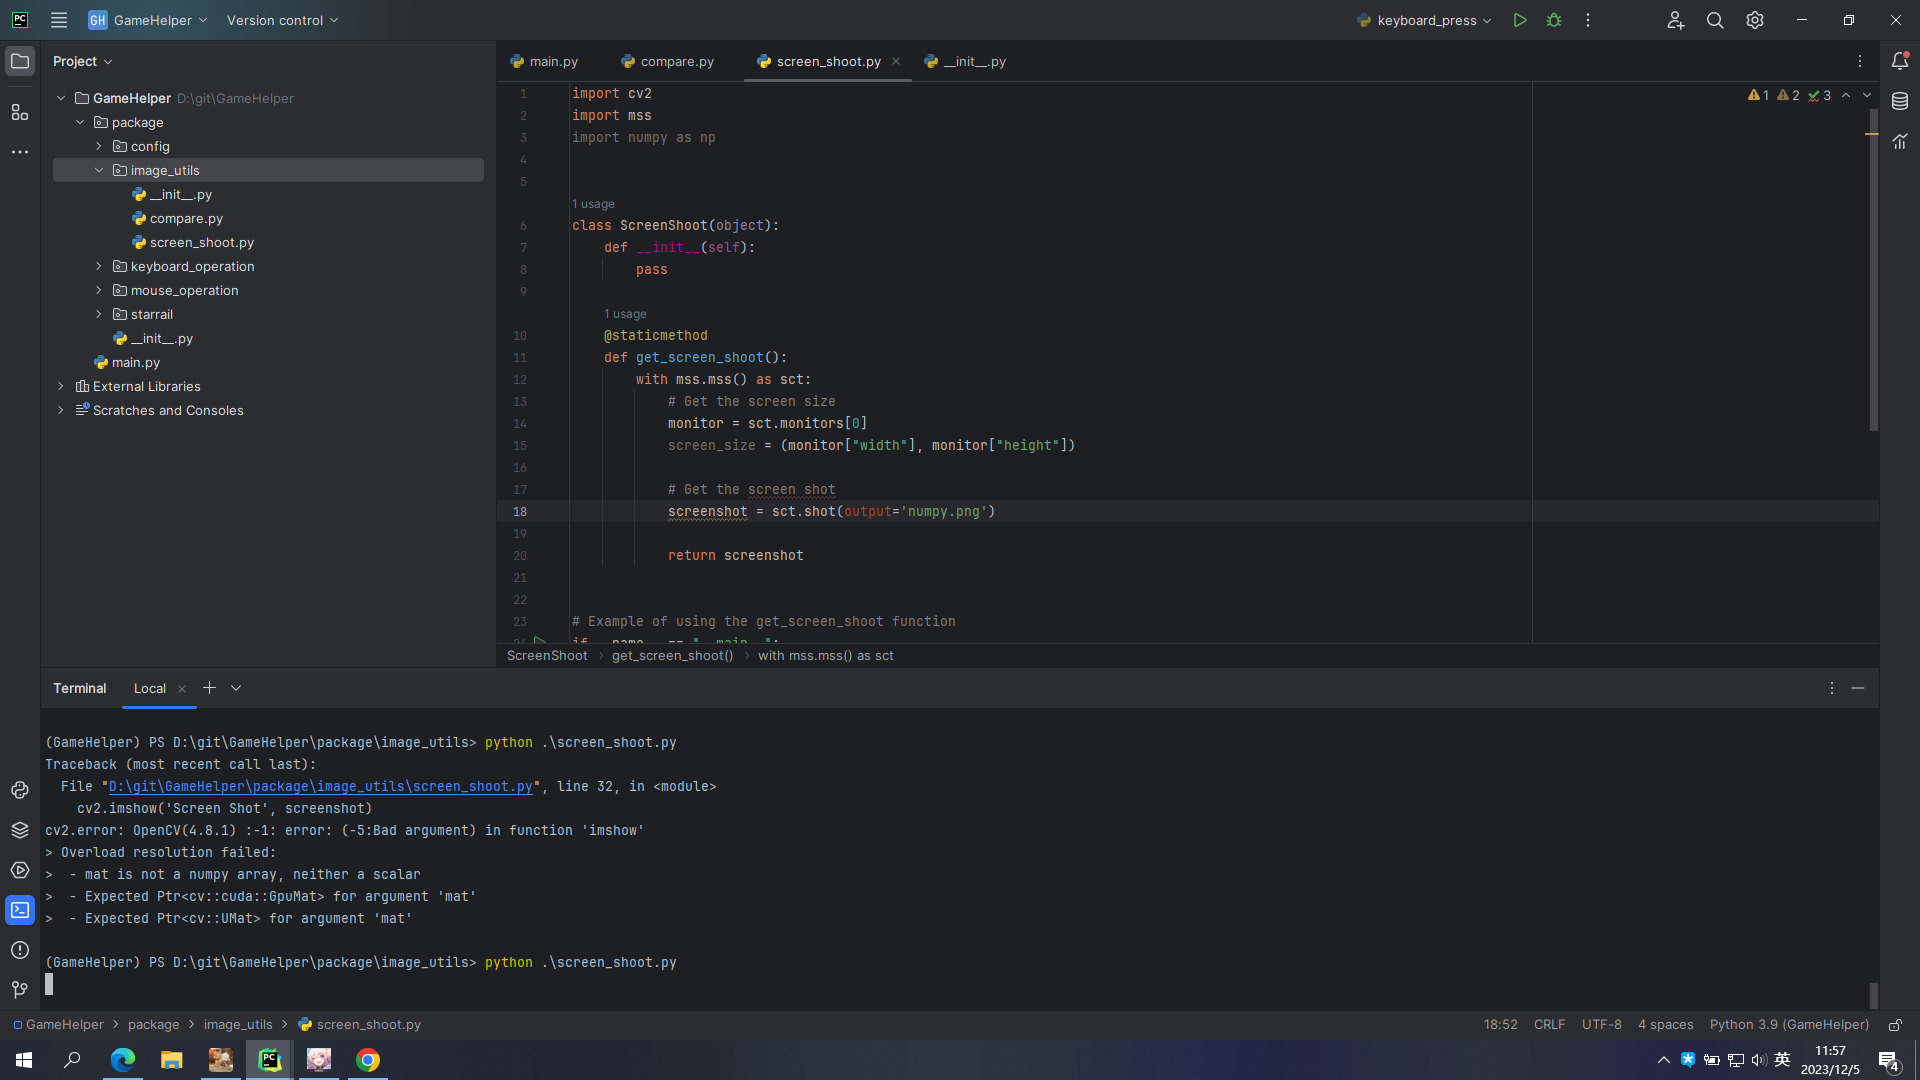 PC GH GameHelper Version control keyboard_press
Project
GameHelper D:\git\GameHelper
package
config
image_utils
__init__.py
compare.py
screen_shoot.py
keyboard_operation
mouse_operation
starrail
__init__.py
main.py
External Libraries
Scratches and Consoles
main.py compare.py screen_shoot.py __init__.py
1 2 3
1 import cv2
2 import mss
3 import numpy as np
4
5
1 usage
6 class ScreenShoot(object):
7 def __init__(self):
8 pass
9
1 usage
10 @staticmethod
11 def get_screen_shoot():
12 with mss.mss() as sct:
13 # Get the screen size
14 monitor = sct.monitors[0]
15 screen_size = (monitor["width"], monitor["height"])
16
17 # Get the screen shot
18 screenshot = sct.shot(output='numpy.png')
19
20 return screenshot
21
22
23 # Example of using the get_screen_shoot function
24 if __name__ == "__main__":
ScreenShoot › get_screen_shoot() › with mss.mss() as sct
Terminal Local
(GameHelper) PS D:\git\GameHelper\package\image_utils> python .\screen_shoot.py
Traceback (most recent call last):
File "D:\git\GameHelper\package\image_utils\screen_shoot.py", line 32, in <module>
cv2.imshow('Screen Shot', screenshot)
cv2.error: OpenCV(4.8.1) :-1: error: (-5:Bad argument) in function 'imshow'
> Overload resolution failed:
>  - mat is not a numpy array, neither a scalar
>  - Expected Ptr<cv::cuda::GpuMat> for argument 'mat'
>  - Expected Ptr<cv::UMat> for argument 'mat'
(GameHelper) PS D:\git\GameHelper\package\image_utils> python .\screen_shoot.py
GameHelper > package > image_utils > screen_shoot.py 18:52 CRLF UTF-8 4 spaces Python 3.9 (GameHelper)
PC 英 11:57
2023/12/5 4